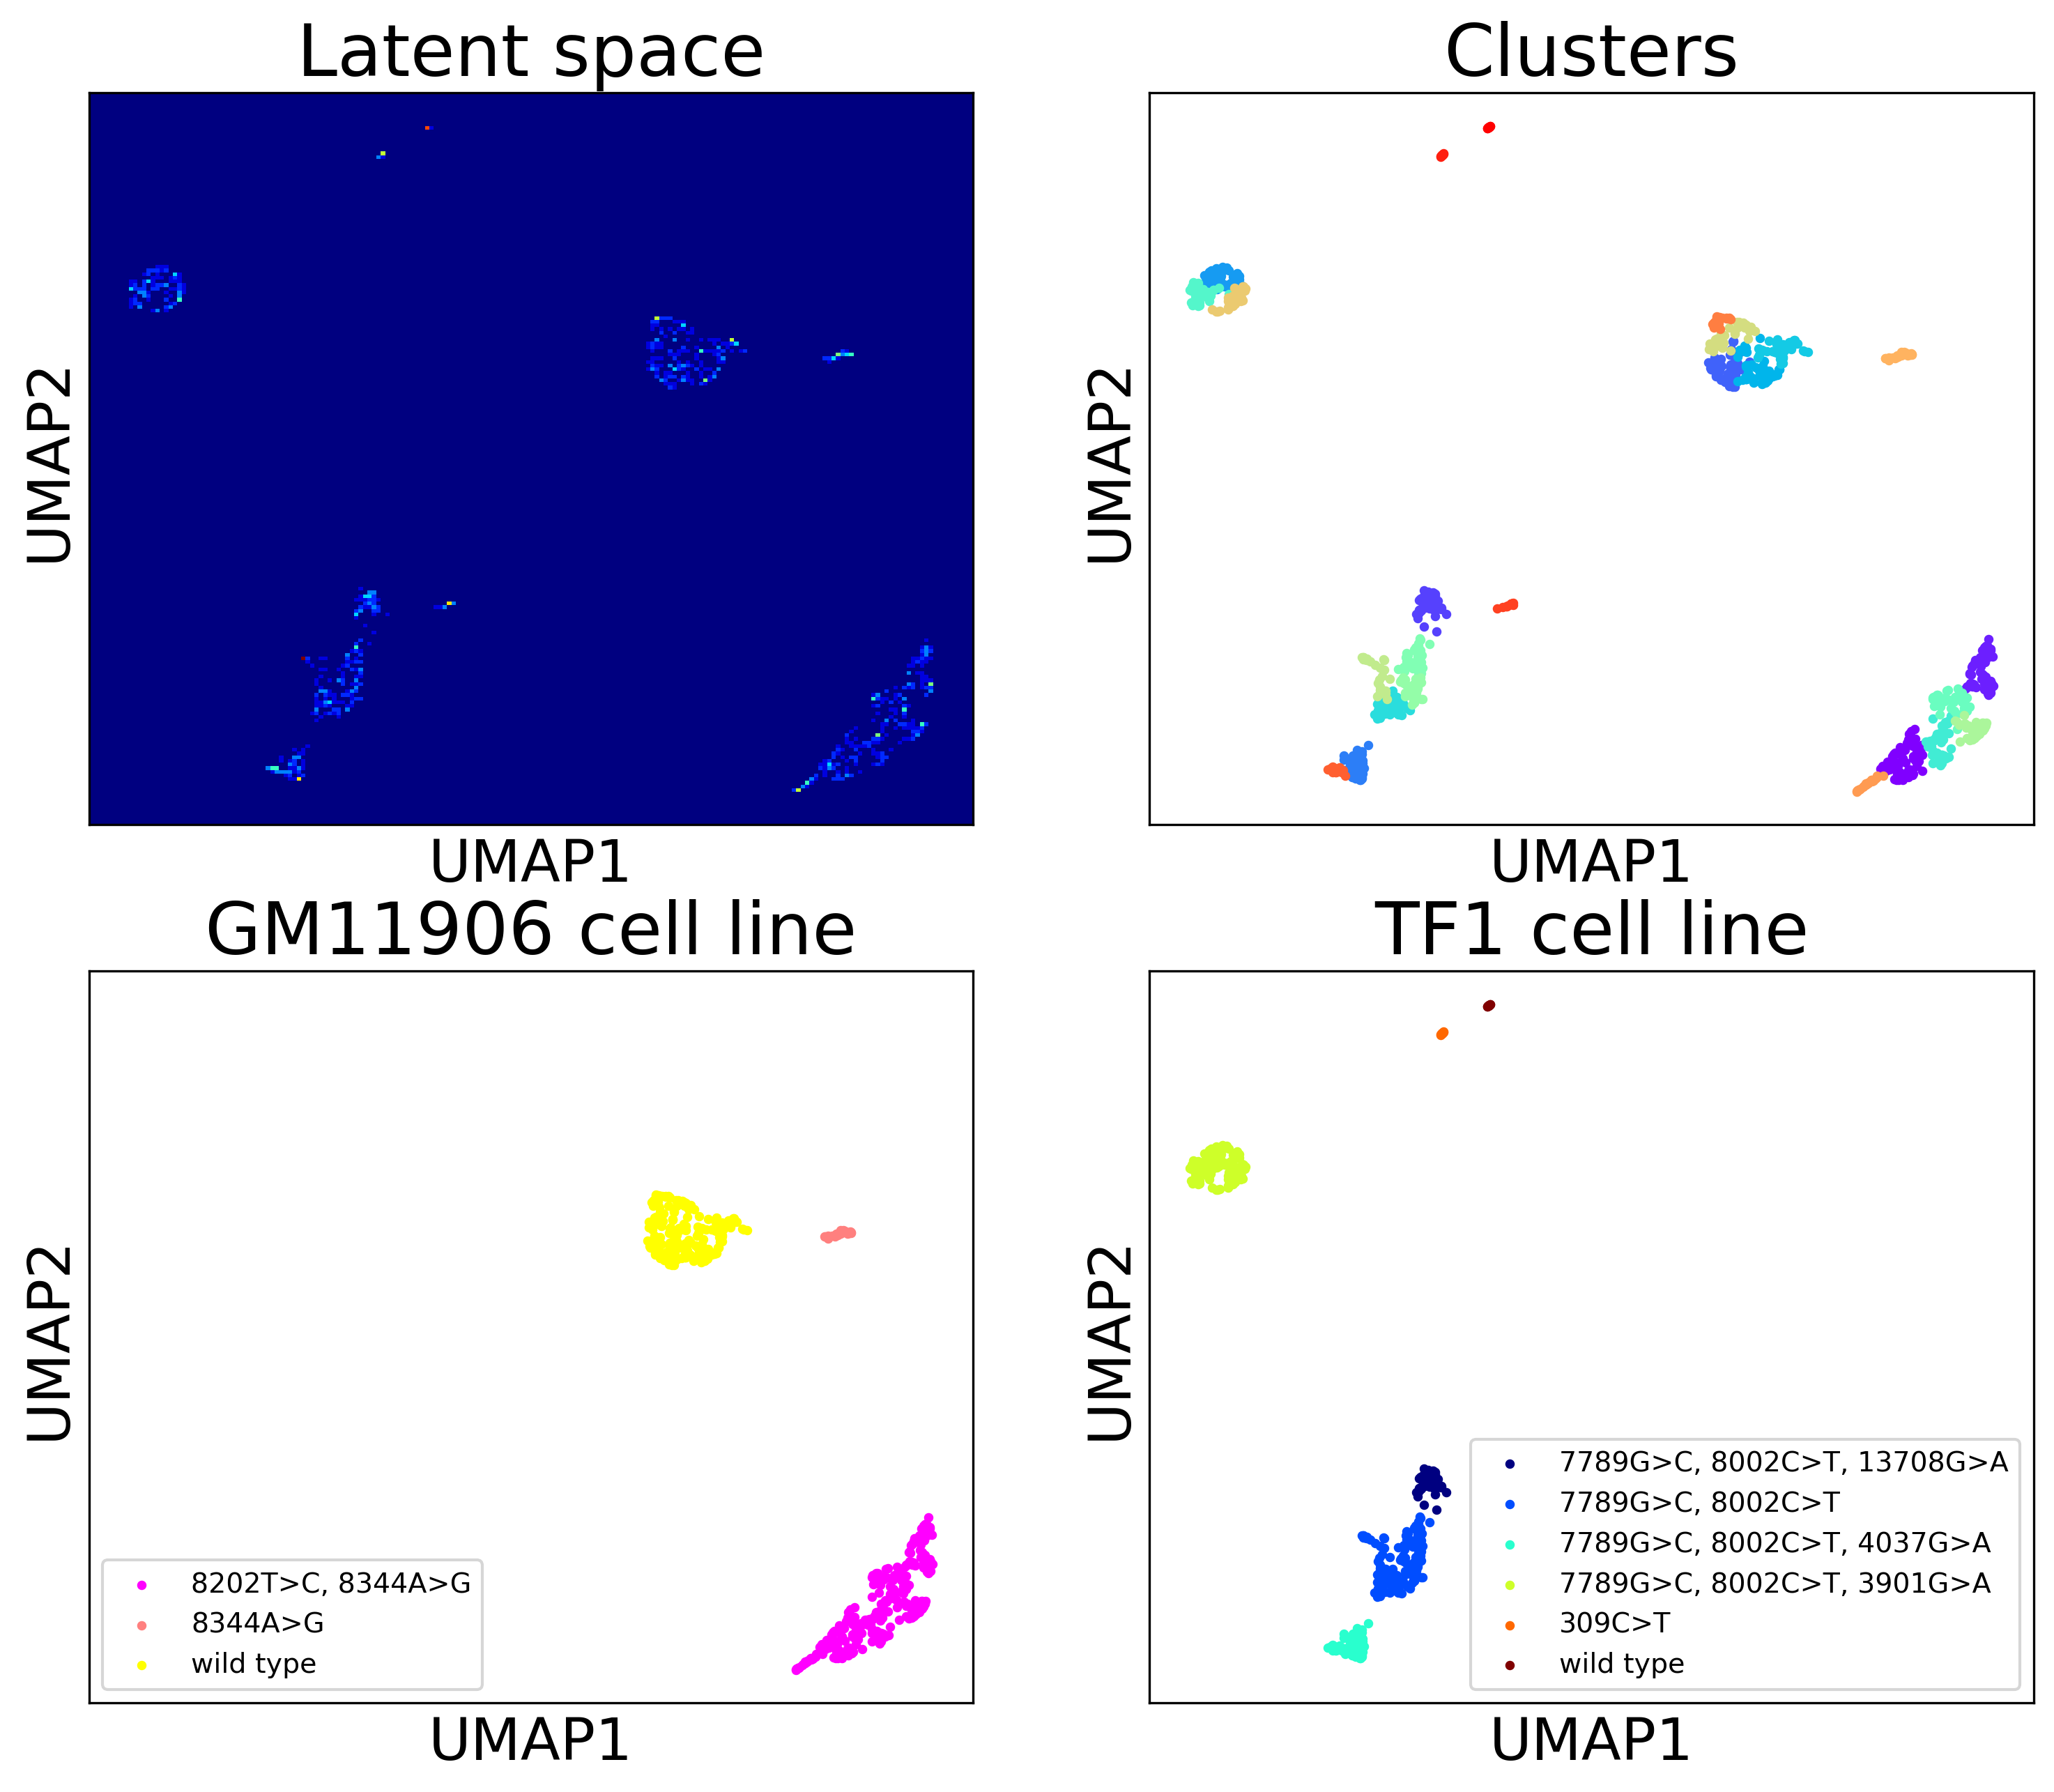 Latent space
UMAP2
UMAP1
Clusters
UMAP2
UMAP1
GM11906 cell line
UMAP2
8202T>C, 8344A>G
8344A>G
wild type
UMAP1
TF1 cell line
UMAP2
7789G>C, 8002C>T, 13708G>A
7789G>C, 8002C>T
7789G>C, 8002C>T, 4037G>A
7789G>C, 8002C>T, 3901G>A
309C>T
wild type
UMAP1